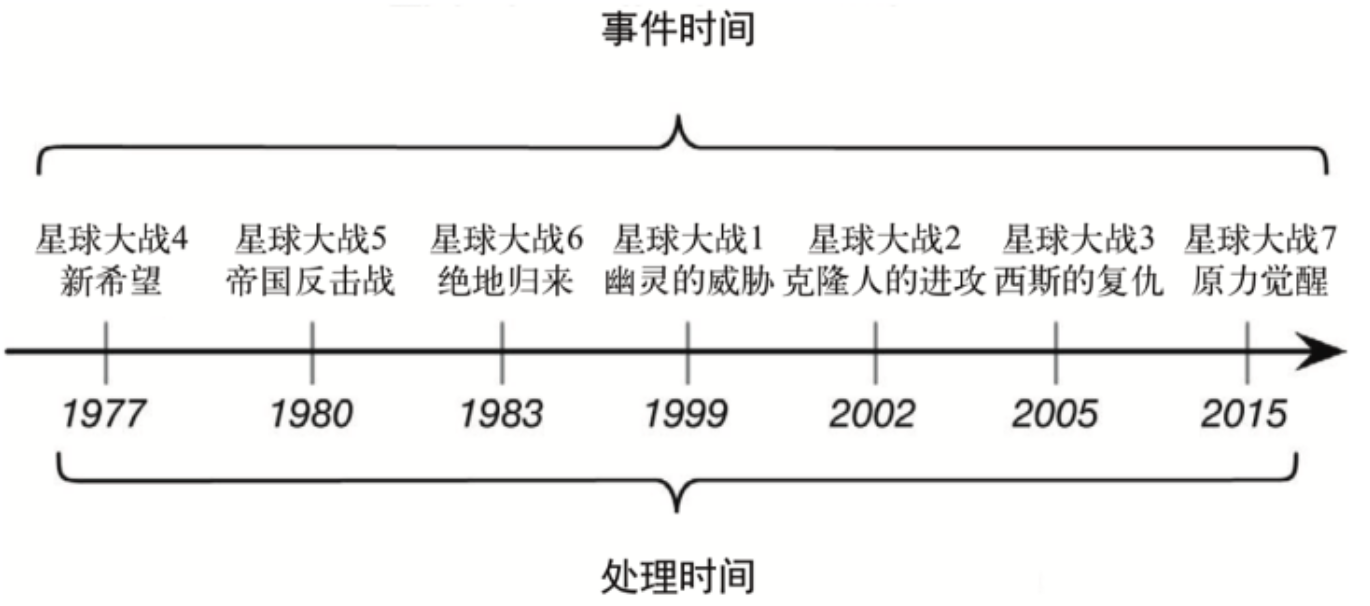 事件时间
星球大战4 星球大战5 星球大战6 星球大战1 星球大战2 星球大战3 星球大战7
新希望 帝国反击战 绝地归来 幽灵的威胁 克隆人的进攻 西斯的复仇 原力觉醒
1977 1980 1983 1999 2002 2005 2015
处理时间